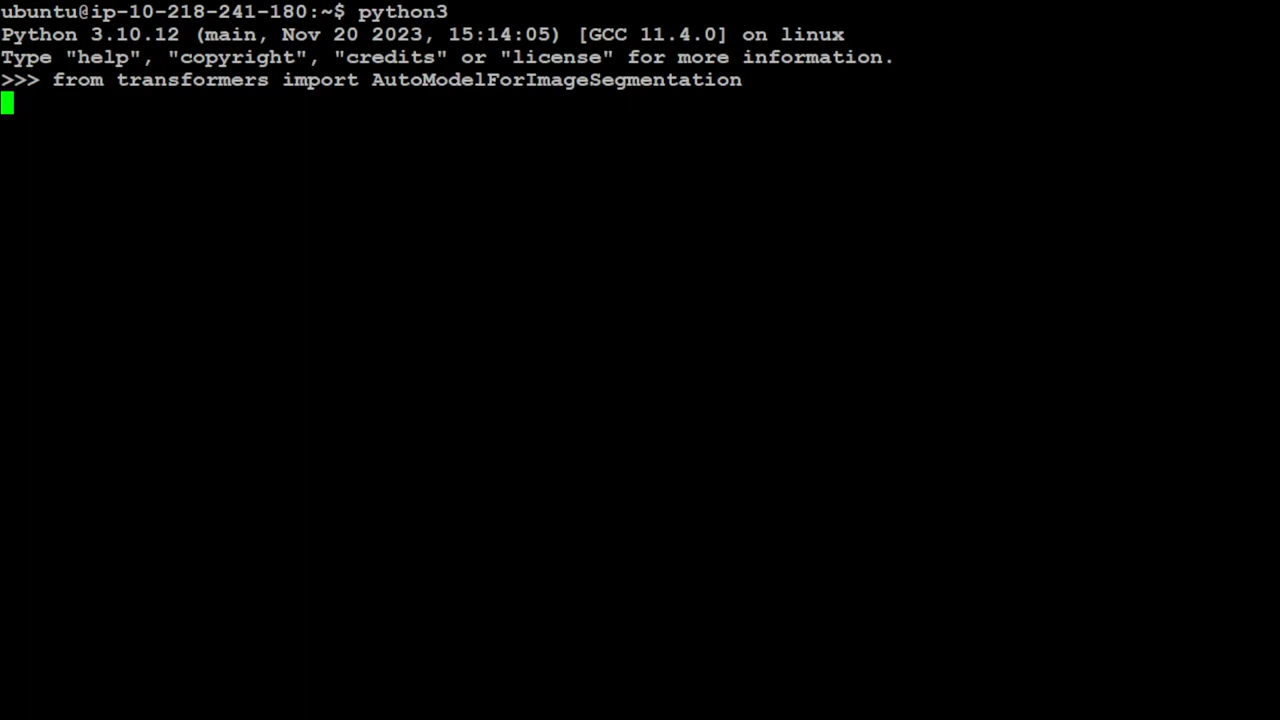 ubuntu@ip-10-218-241-180:~$ python3
Python 3.10.12 (main, Nov 20 2023, 15:14:05) [GCC 11.4.0] on linux
Type "help", "copyright", "credits" or "license" for more information.
>>> from transformers import AutoModelForImageSegmentation